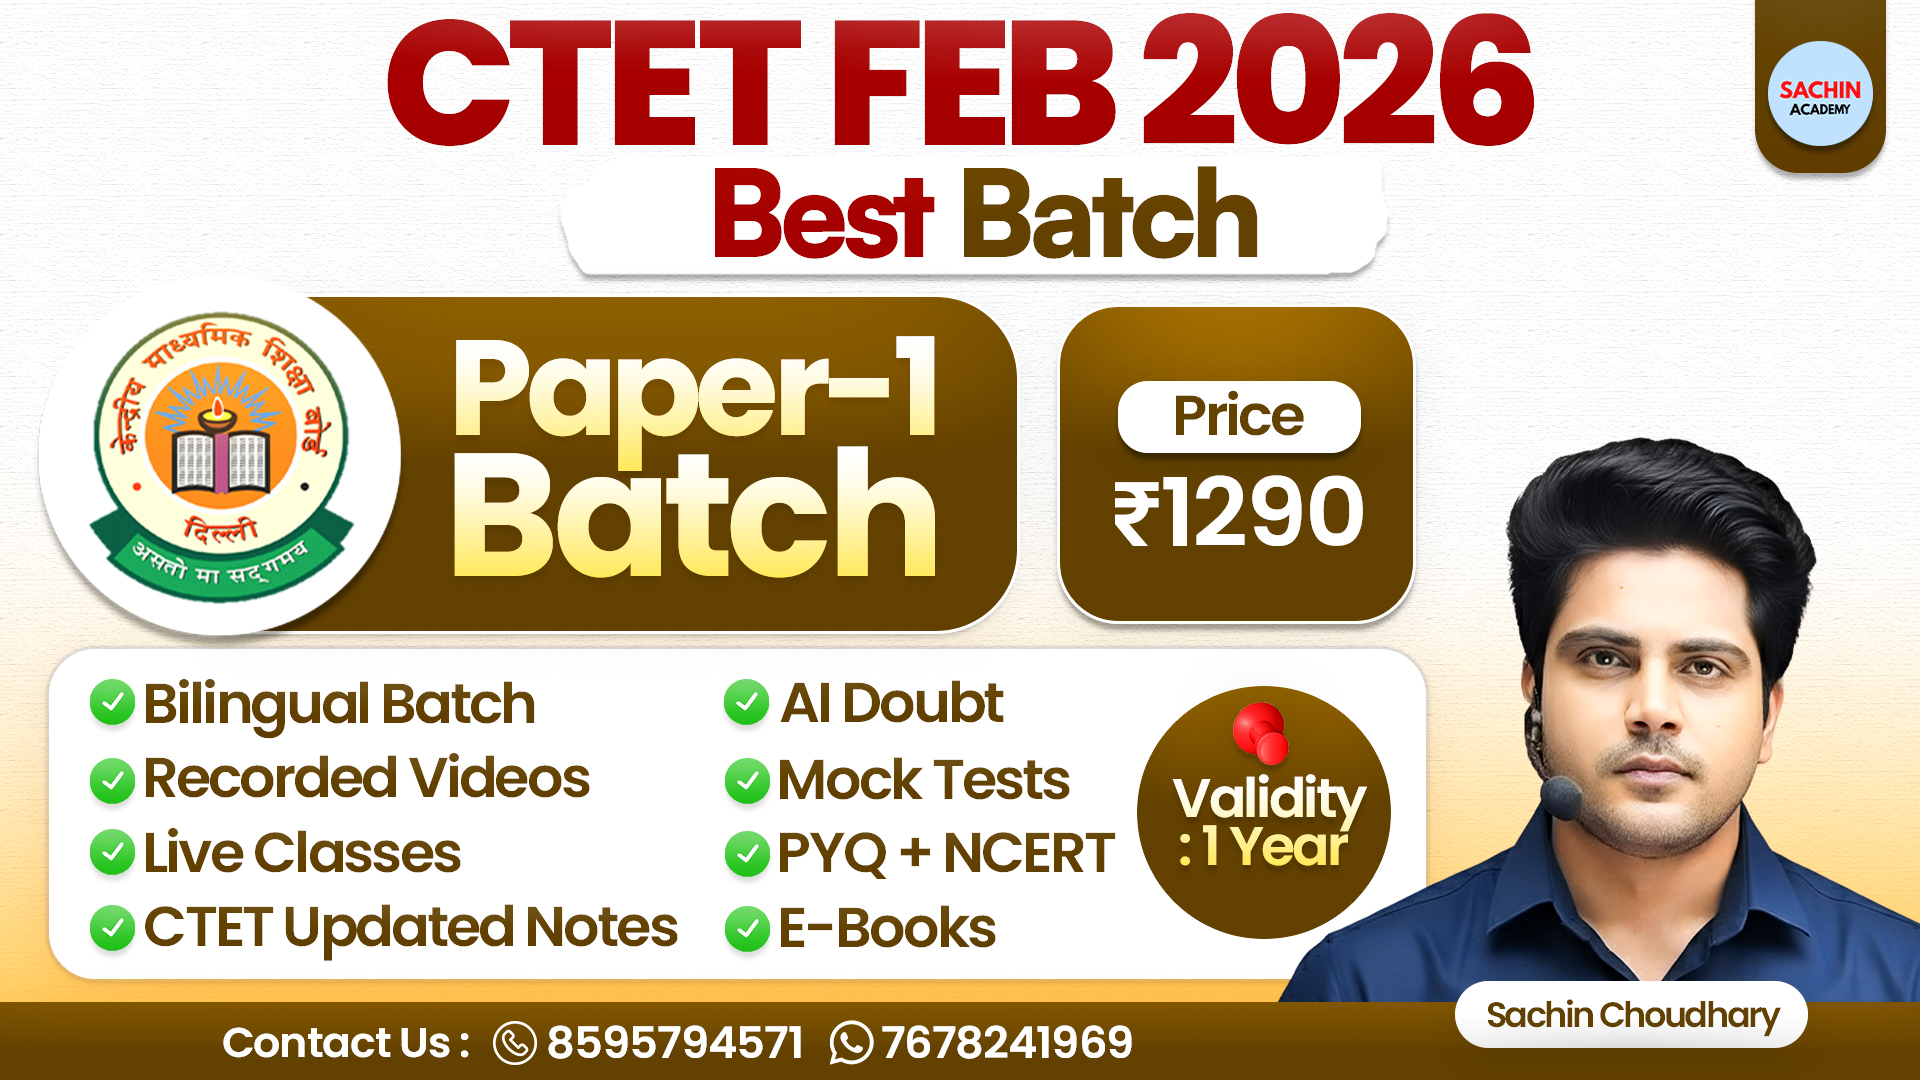 CTET FEB 2026
SACHIN
ACADEMY
Best Batch
केन्द्रीय माध्यमिक शिक्षा बोर्ड
दिल्ली
असतो मा सद्गमय
Paper-1
Batch
Price
₹1290
Bilingual Batch
Recorded Videos
Live Classes
CTET Updated Notes
AI Doubt
Mock Tests
PYQ + NCERT
E-Books
Validity
: 1 Year
Sachin Choudhary
Contact Us : 8595794571 7678241969